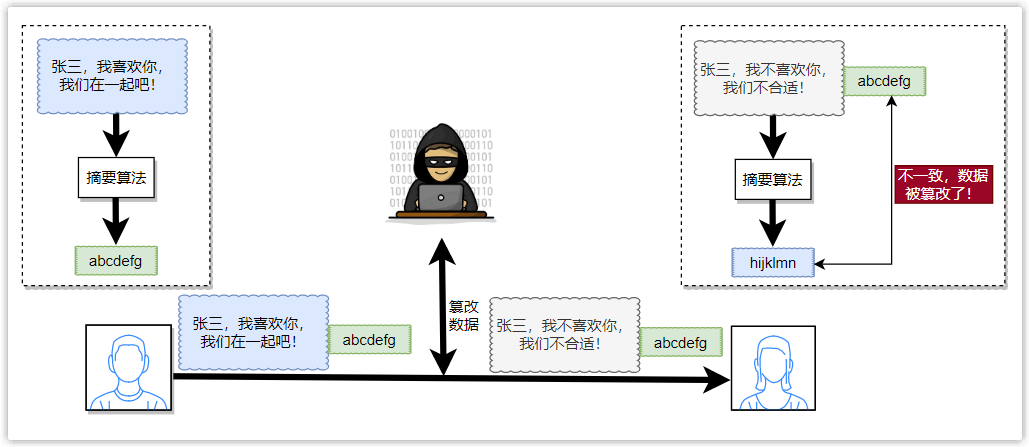 张三，我喜欢你，
我们在一起吧！
摘要算法
abcdefg
张三，我喜欢你，
我们在一起吧！
abcdefg
篡改
数据
张三，我不喜欢你，
我们不合适！
abcdefg
张三，我不喜欢你，
我们不合适！
abcdefg
摘要算法
不一致，数据
被篡改了！
hijklmn